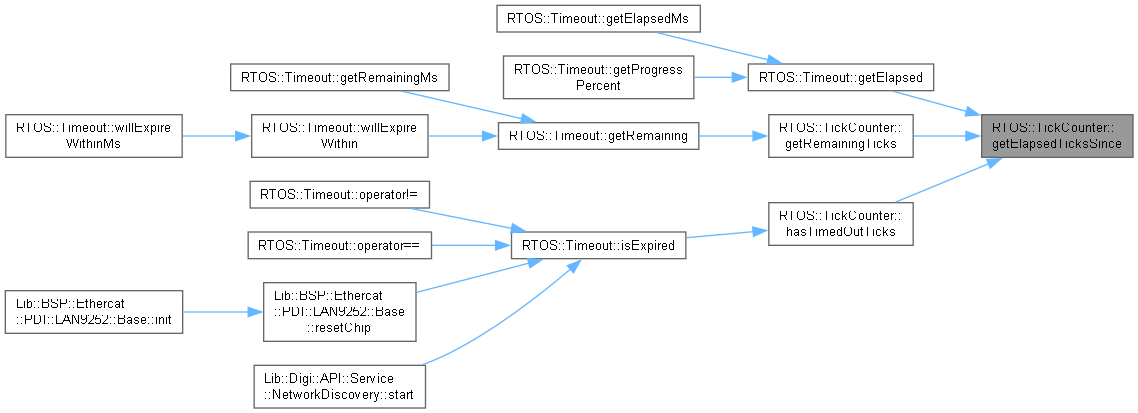 RTOS::Timeout::getElapsedMs
RTOS::Timeout::getProgress
Percent
RTOS::Timeout::getElapsed
RTOS::Timeout::getRemainingMs
RTOS::Timeout::willExpire
WithinMs
RTOS::Timeout::willExpire
Within
RTOS::Timeout::getRemaining
RTOS::TickCounter::
getRemainingTicks
RTOS::TickCounter::
getElapsedTicksSince
RTOS::Timeout::operator!=
RTOS::Timeout::operator==
RTOS::Timeout::isExpired
RTOS::TickCounter::
hasTimedOutTicks
Lib::BSP::Ethercat
::PDI::LAN9252::Base::init
Lib::BSP::Ethercat
::PDI::LAN9252::Base
::resetChip
Lib::Digi::API::Service
::NetworkDiscovery::start